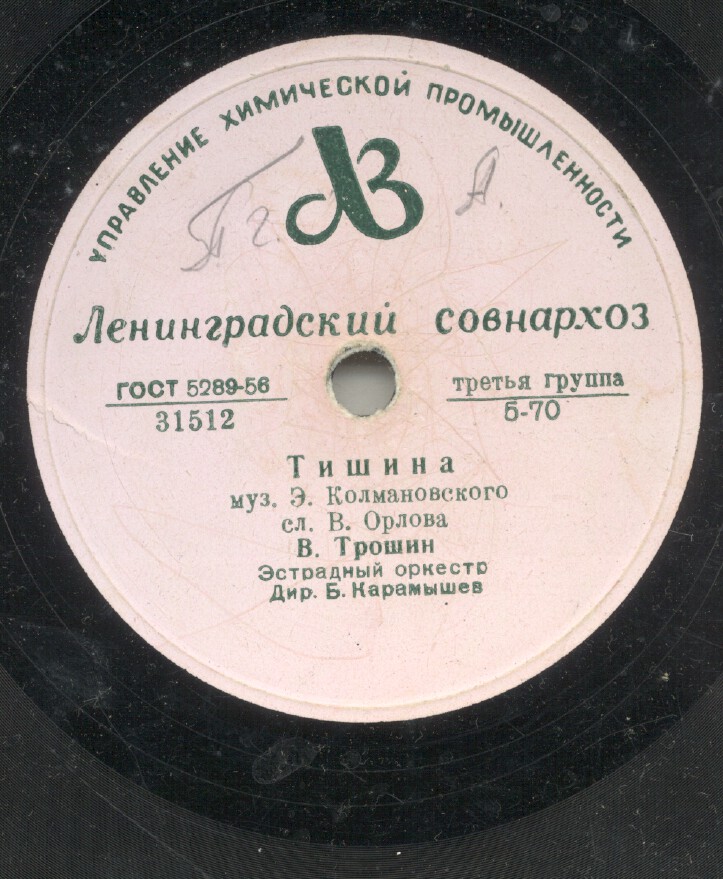 УПРАВЛЕНИЕ ХИМИЧЕСКОЙ ПРОМЫШЛЕННОСТИ
Ленинградский совнархоз
ГОСТ 5289-56
31512
третья группа
б-70
Тишина
муз. Э. Колмановского
сл. В. Орлова
В. Трошин
Эстрадный оркестр
Дир. Б. Карамышев